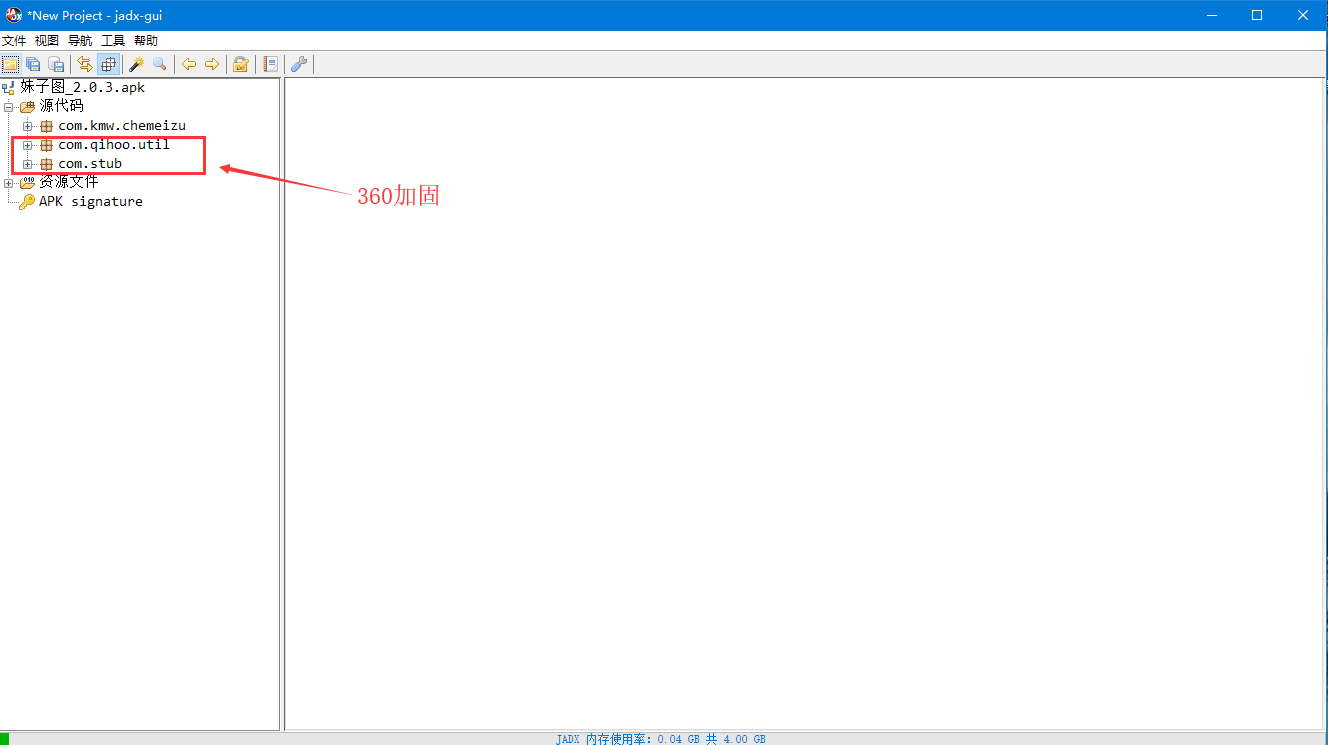 *New Project - jadx-gui
文件 视图 导航 工具 帮助
妹子图_2.0.3.apk
源代码
com.kmw.chemeizu
com.qihoo.util
com.stub
360加固
资源文件
APK signature
JADX 内存使用率: 0.04 GB 共 4.00 GB